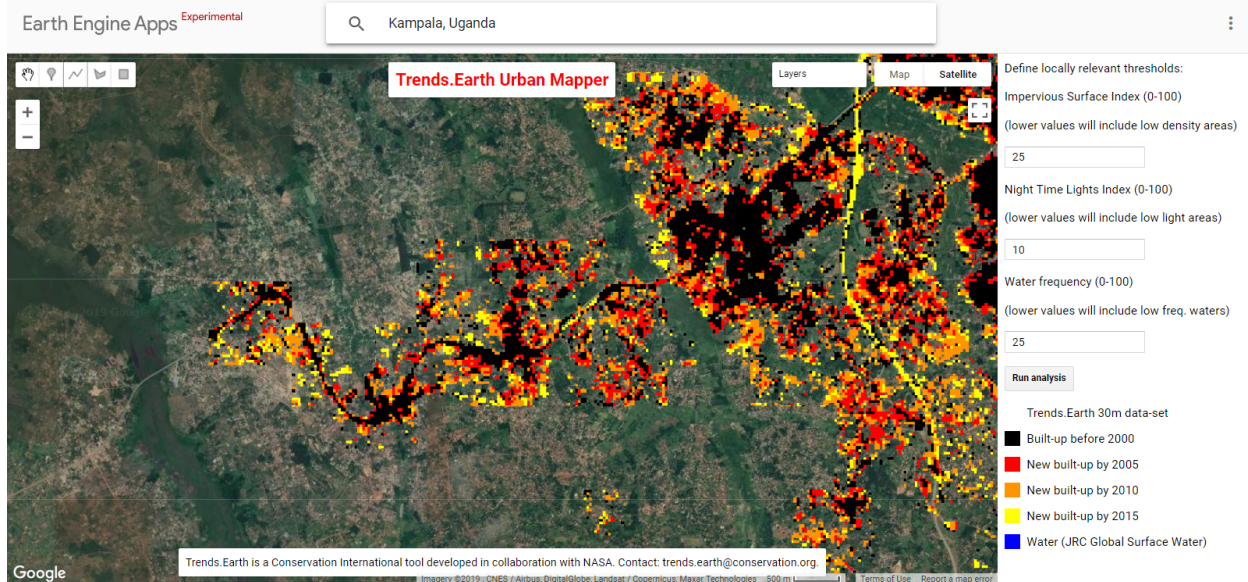 Earth Engine Apps Experimental
Kampala, Uganda
Trends.Earth Urban Mapper
Layers
Map
Satellite
Define locally relevant thresholds:
Impervious Surface Index (0-100)
(lower values will include low density areas)
25
Night Time Lights Index (0-100)
(lower values will include low light areas)
10
Water frequency (0-100)
(lower values will include low freq. waters)
25
Run analysis
Trends.Earth 30m data-set
Built-up before 2000
New built-up by 2005
New built-up by 2010
New built-up by 2015
Water (JRC Global Surface Water)
Trends.Earth is a Conservation International tool developed in collaboration with NASA. Contact: trends.earth@conservation.org.
Google
Imagery ©2019 , CNES / Airbus, DigitalGlobe, Landsat / Copernicus, Maxar Technologies
500 m
Terms of Use
Report a map error